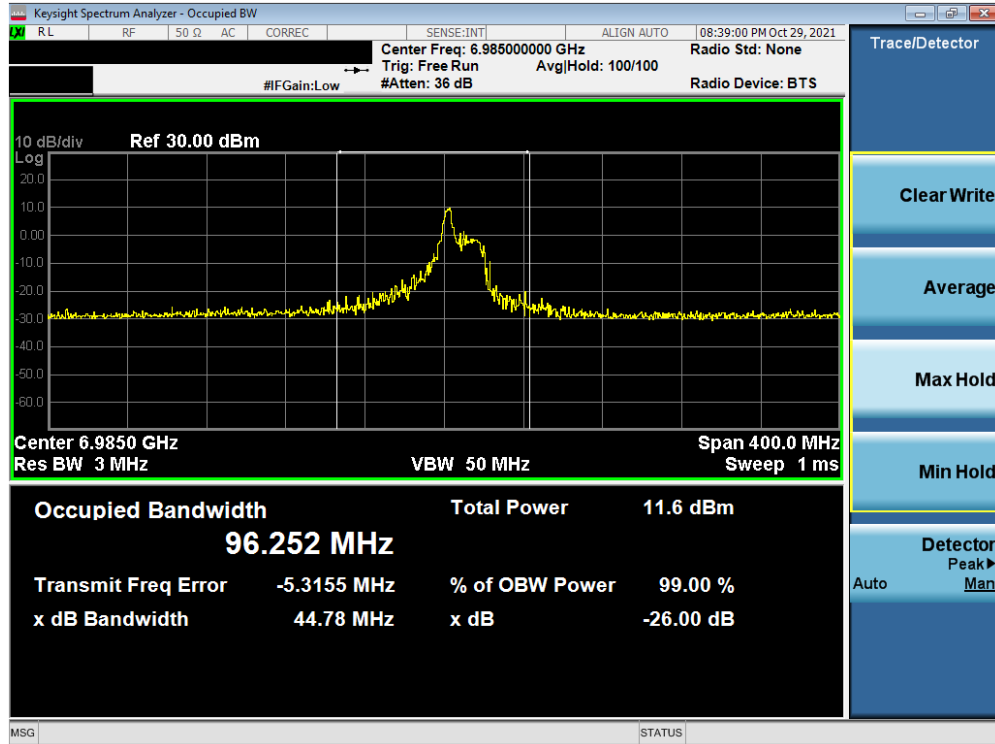 Keysight Spectrum Analyzer - Occupied BW
LXI RL RF 50 Ω AC CORREC SENSE:INT ALIGN AUTO 08:39:00 PM Oct 29, 2021
Center Freq: 6.985000000 GHz Radio Std: None
Trig: Free Run Avg|Hold: 100/100
#IFGain:Low #Atten: 36 dB Radio Device: BTS
10 dB/div Ref 30.00 dBm
Log
20.0
10.0
0.00
-10.0
-20.0
-30.0
-40.0
-50.0
-60.0
Center 6.9850 GHz Span 400.0 MHz
Res BW 3 MHz VBW 50 MHz Sweep 1 ms
Occupied Bandwidth Total Power 11.6 dBm
96.252 MHz
Transmit Freq Error -5.3155 MHz % of OBW Power 99.00 %
x dB Bandwidth 44.78 MHz x dB -26.00 dB
MSG STATUS
Trace/Detector
Clear Write
Average
Max Hold
Min Hold
Detector
Peak▶
Auto Man